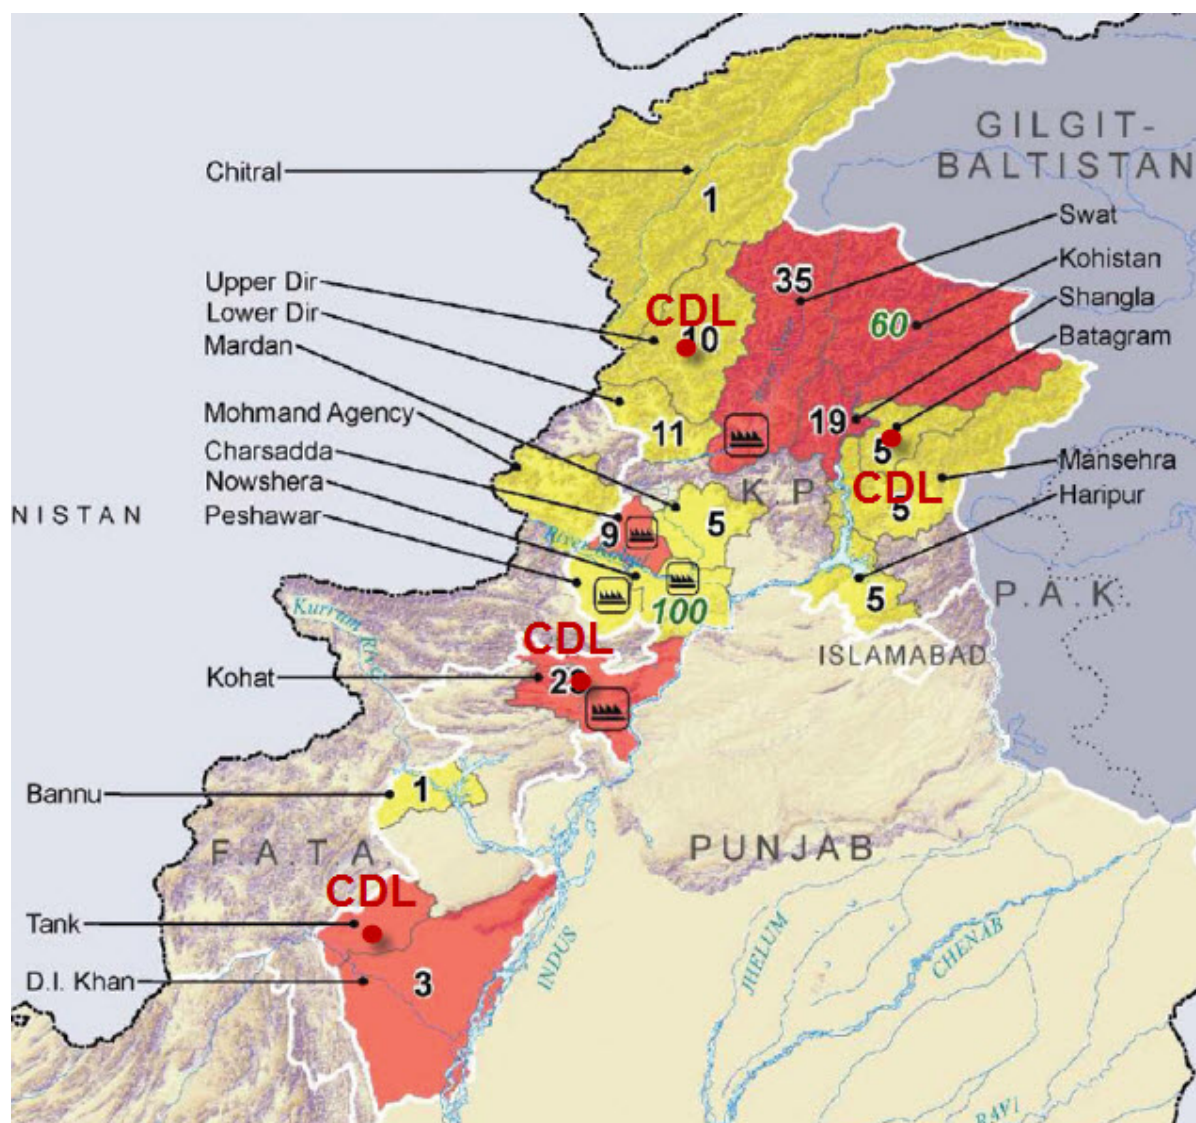 GILGIT-
BALTISTAN
Chitral
1
Swat
35
Kohistan
Upper Dir
Shangla
Lower Dir
CDL
10
60
Batagram
Mardan
Mohmand Agency
11
19
5
Charsadda
Mansehra
Nowshera
K P
CDL
5
Haripur
Peshawar
NISTAN
9
5
River Kabul
5
P.A.K.
100
Kurram River
CDL
ISLAMABAD
Kohat
Bannu
1
PUNJAB
F.A.T.A.
CDL
Tank
INDUS
JHELUM
CHENAB
D.I. Khan
3
RAVI